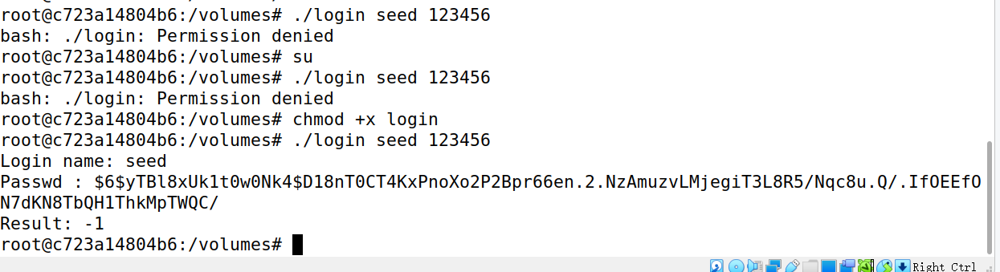 root@c723a14804b6:/volumes# ./login seed 123456
bash: ./login: Permission denied
root@c723a14804b6:/volumes# su
root@c723a14804b6:/volumes# ./login seed 123456
bash: ./login: Permission denied
root@c723a14804b6:/volumes# chmod +x login
root@c723a14804b6:/volumes# ./login seed 123456
Login name: seed
Passwd : $6$yTBl8xUk1t0w0Nk4$D18nT0CT4KxPnoXo2P2Bpr66en.2.NzAmuzvLMjegiT3L8R5/Nqc8u.Q/.IfOEEfO
N7dKN8TbQH1ThkMpTWQC/
Result: -1
root@c723a14804b6:/volumes#
Right Ctrl